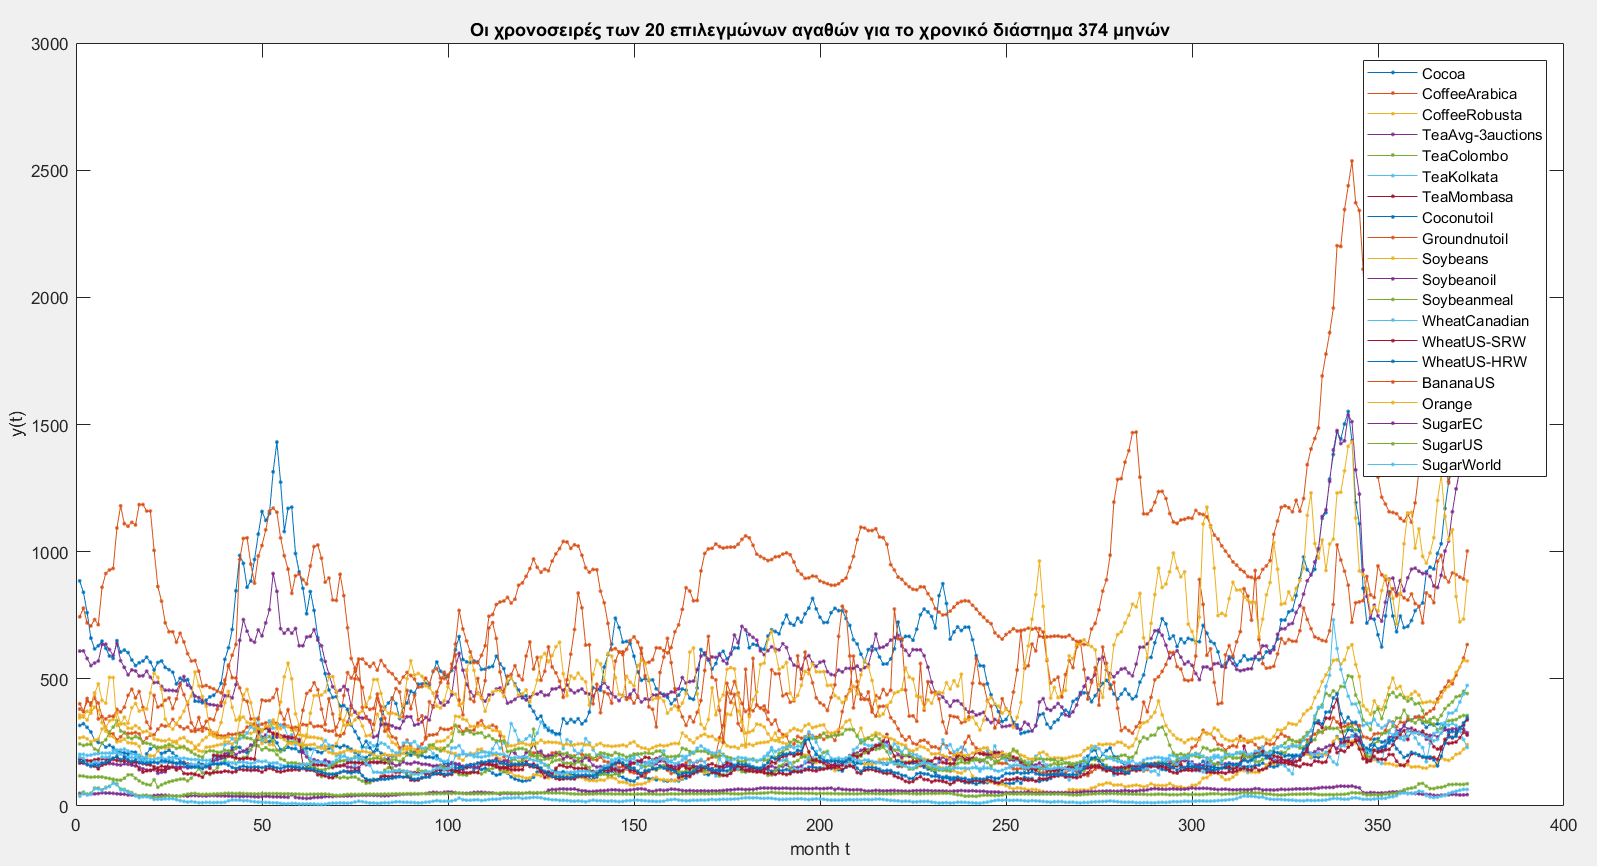 Οι χρονοσειρές των 20 επιλεγμώνων αγαθών για το χρονικό διάστημα 374 μηνών
3000
2500
2000
1500
1000
500
0
y(t)
0 50 100 150 200 250 300 350 400
month t
Cocoa
CoffeeArabica
CoffeeRobusta
TeaAvg-3auctions
TeaColombo
TeaKolkata
TeaMombasa
Coconutoil
Groundnutoil
Soybeans
Soybeanoil
Soybeanmeal
WheatCanadian
WheatUS-SRW
WheatUS-HRW
BananaUS
Orange
SugarEC
SugarUS
SugarWorld